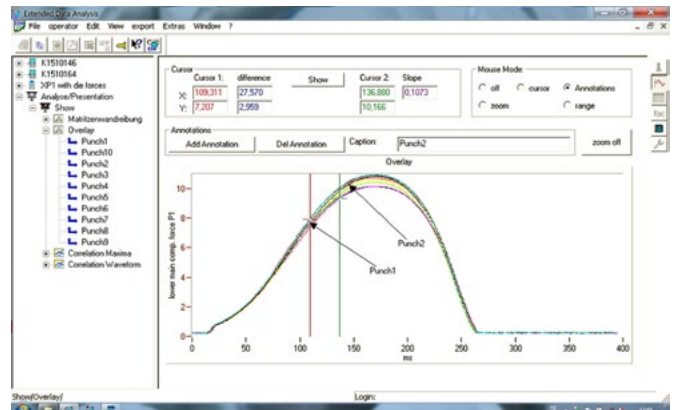 Extended Data Analysis
File operator Edit View export Extras Window ?
K1510146
K1510164
XP1 with die forces
Analyse/Presentation
Show
Matrizenwandreibung
Overlay
Punch1
Punch10
Punch2
Punch3
Punch4
Punch5
Punch6
Punch7
Punch8
Punch9
Correlation Maxima
Correlation Waveform
Cursor
Cursor 1: difference Show Cursor 2: Slope
X: 109,311 27,570 136,880 0,1073
Y: 7,207 2,959 10,166
Mouse Mode:
off cursor Annotations
zoom range
Annotations
Add Annotation Del Annotation Caption: Punch2 zoom off
Overlay
lower main comp. force P1
10
8
6
4
2
0
Punch2
Punch1
0 50 100 150 200 250 300 350 400
ms
Show/Overlay/ Login: